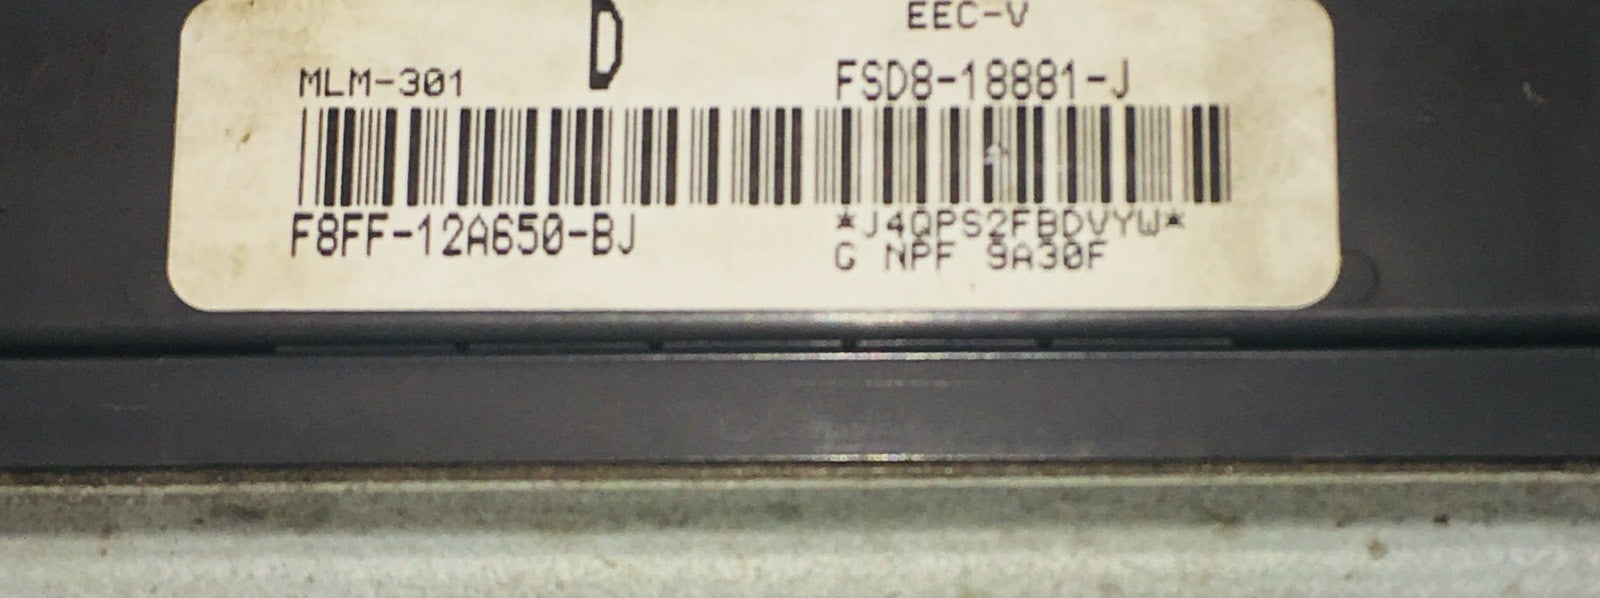 D
EEC-V
MLM-301
FSD8-18881-J
F8FF-12A650-BJ
*J4QPS2FBDVYW*
G NPF 9A30F